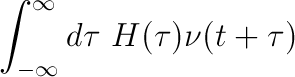 ∫_{-∞}^{∞} dτ H(τ)ν(t + τ)